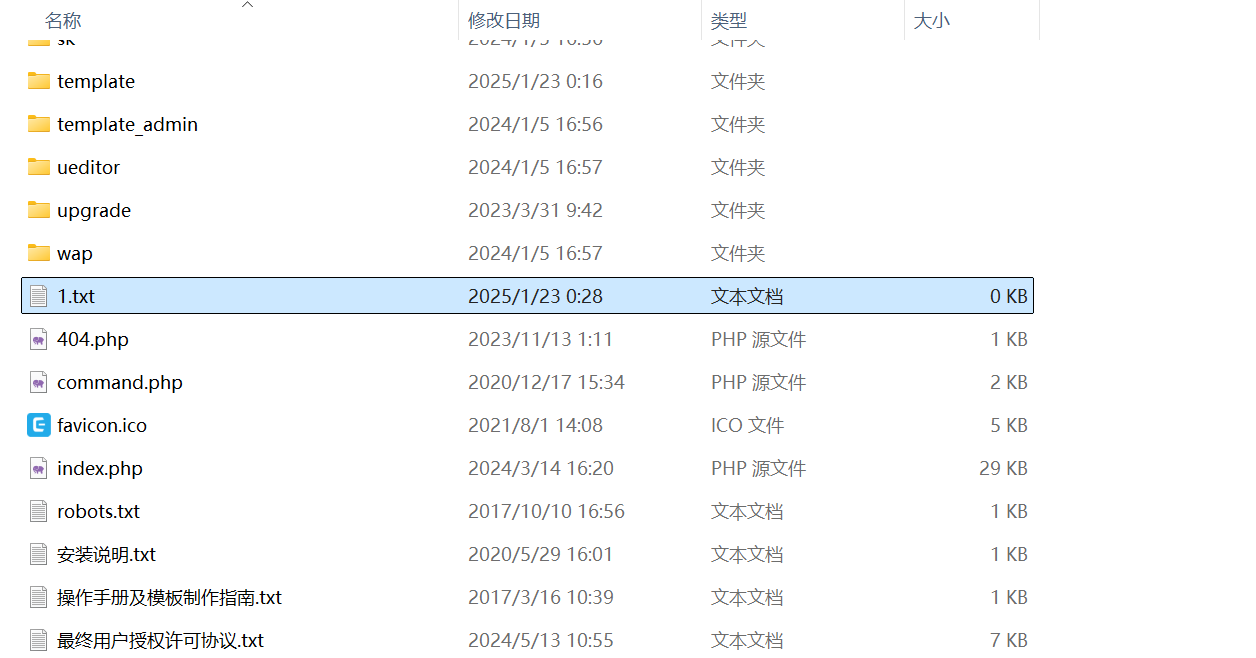 名称 修改日期 类型 大小
sk 2024/1/5 16:56 文件夹
template 2025/1/23 0:16 文件夹
template_admin 2024/1/5 16:56 文件夹
ueditor 2024/1/5 16:57 文件夹
upgrade 2023/3/31 9:42 文件夹
wap 2024/1/5 16:57 文件夹
1.txt 2025/1/23 0:28 文本文档 0 KB
404.php 2023/11/13 1:11 PHP 源文件 1 KB
command.php 2020/12/17 15:34 PHP 源文件 2 KB
favicon.ico 2021/8/1 14:08 ICO 文件 5 KB
index.php 2024/3/14 16:20 PHP 源文件 29 KB
robots.txt 2017/10/10 16:56 文本文档 1 KB
安装说明.txt 2020/5/29 16:01 文本文档 1 KB
操作手册及模板制作指南.txt 2017/3/16 10:39 文本文档 1 KB
最终用户授权许可协议.txt 2024/5/13 10:55 文本文档 7 KB